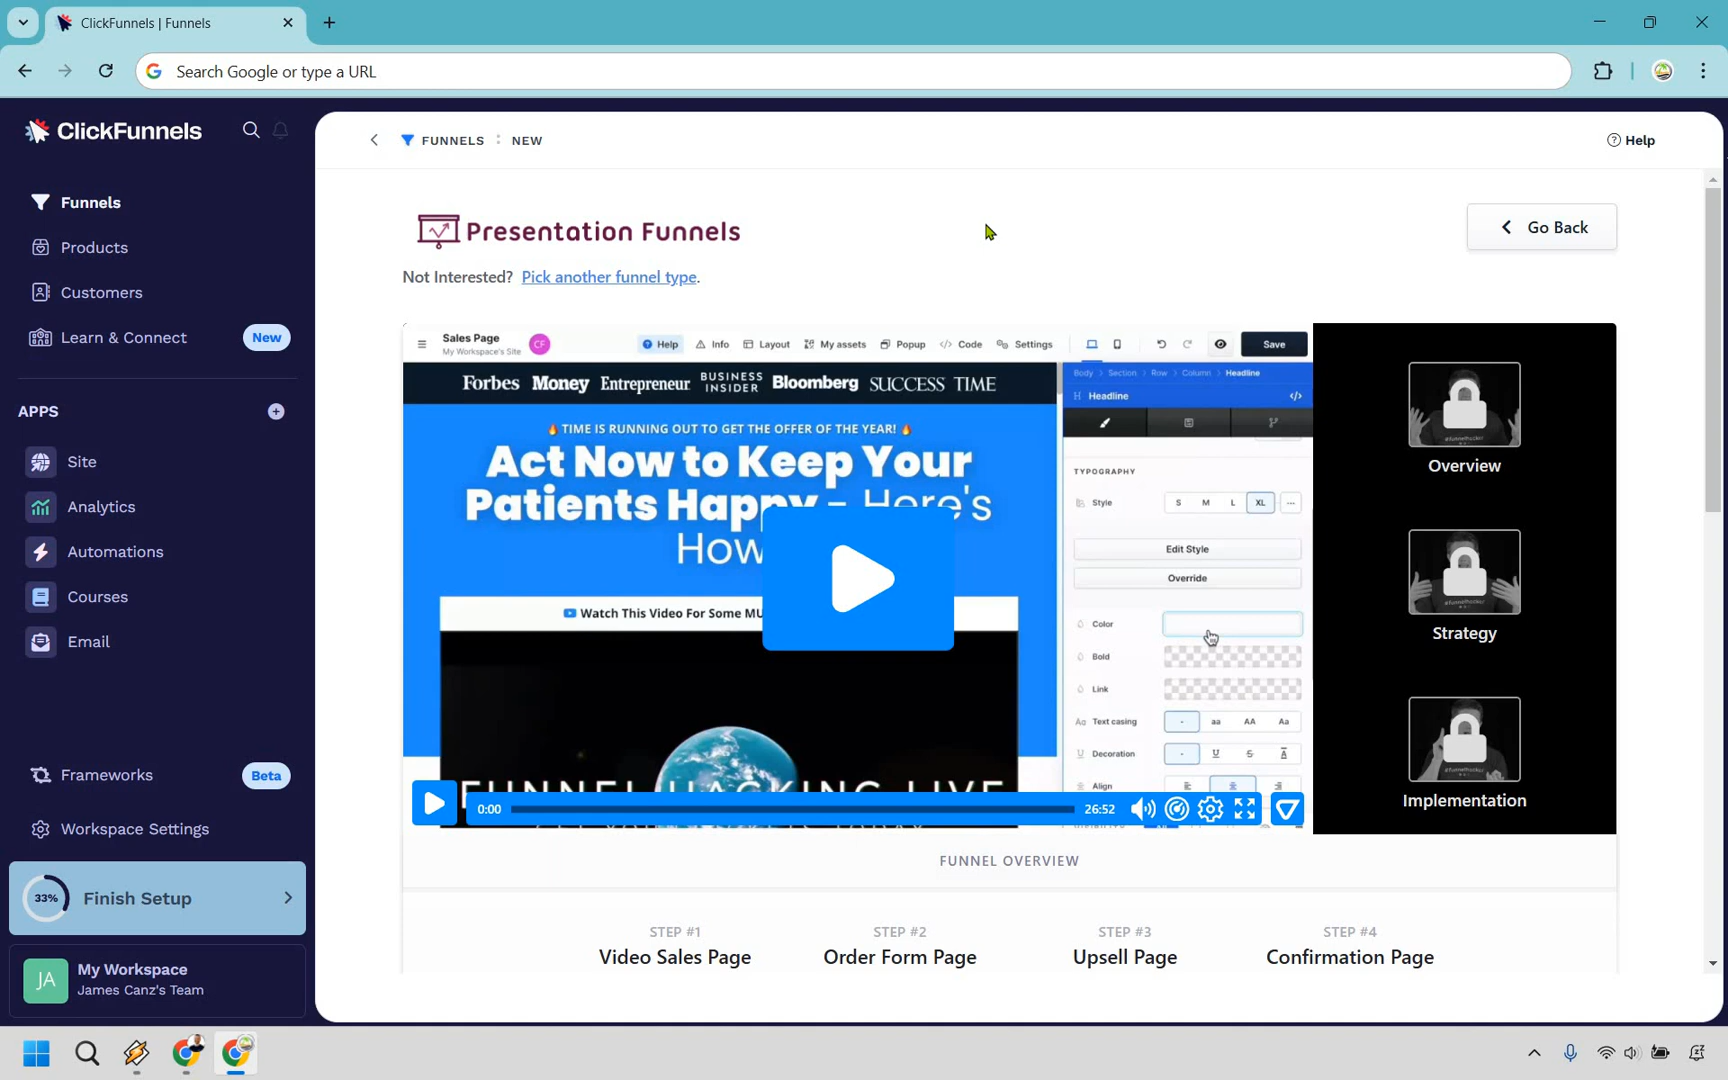 ClickFunnels | Funnels
Search Google or type a URL
ClickFunnels
Funnels
Products
Customers
Learn & Connect New
APPS
Site
Analytics
Automations
Courses
Email
Frameworks Beta
Workspace Settings
33% Finish Setup
JA My Workspace
James Canz's Team
FUNNELS NEW
Help
Presentation Funnels
Go Back
Not Interested? Pick another funnel type.
Sales Page
My Workspace's Site
CF
Help Info Layout My assets Popup Code Settings Save
Forbes Money Entrepreneur BUSINESS INSIDER Bloomberg SUCCESS TIME
TIME IS RUNNING OUT TO GET THE OFFER OF THE YEAR!
Act Now to Keep Your
Patients Happy – Here's
How
Watch This Video For Some
FUNNEL HACKING LIVE
Body > Section > Row > Column > Headline
H Headline </>
TYPOGRAPHY
Style S M L XL ...
Edit Style
Override
Color
Bold
Link
Aa Text casing - aa AA Aa
Decoration - U S A
Align
0:00 26:52
Overview
Strategy
Implementation
FUNNEL OVERVIEW
STEP #1
Video Sales Page
STEP #2
Order Form Page
STEP #3
Upsell Page
STEP #4
Confirmation Page